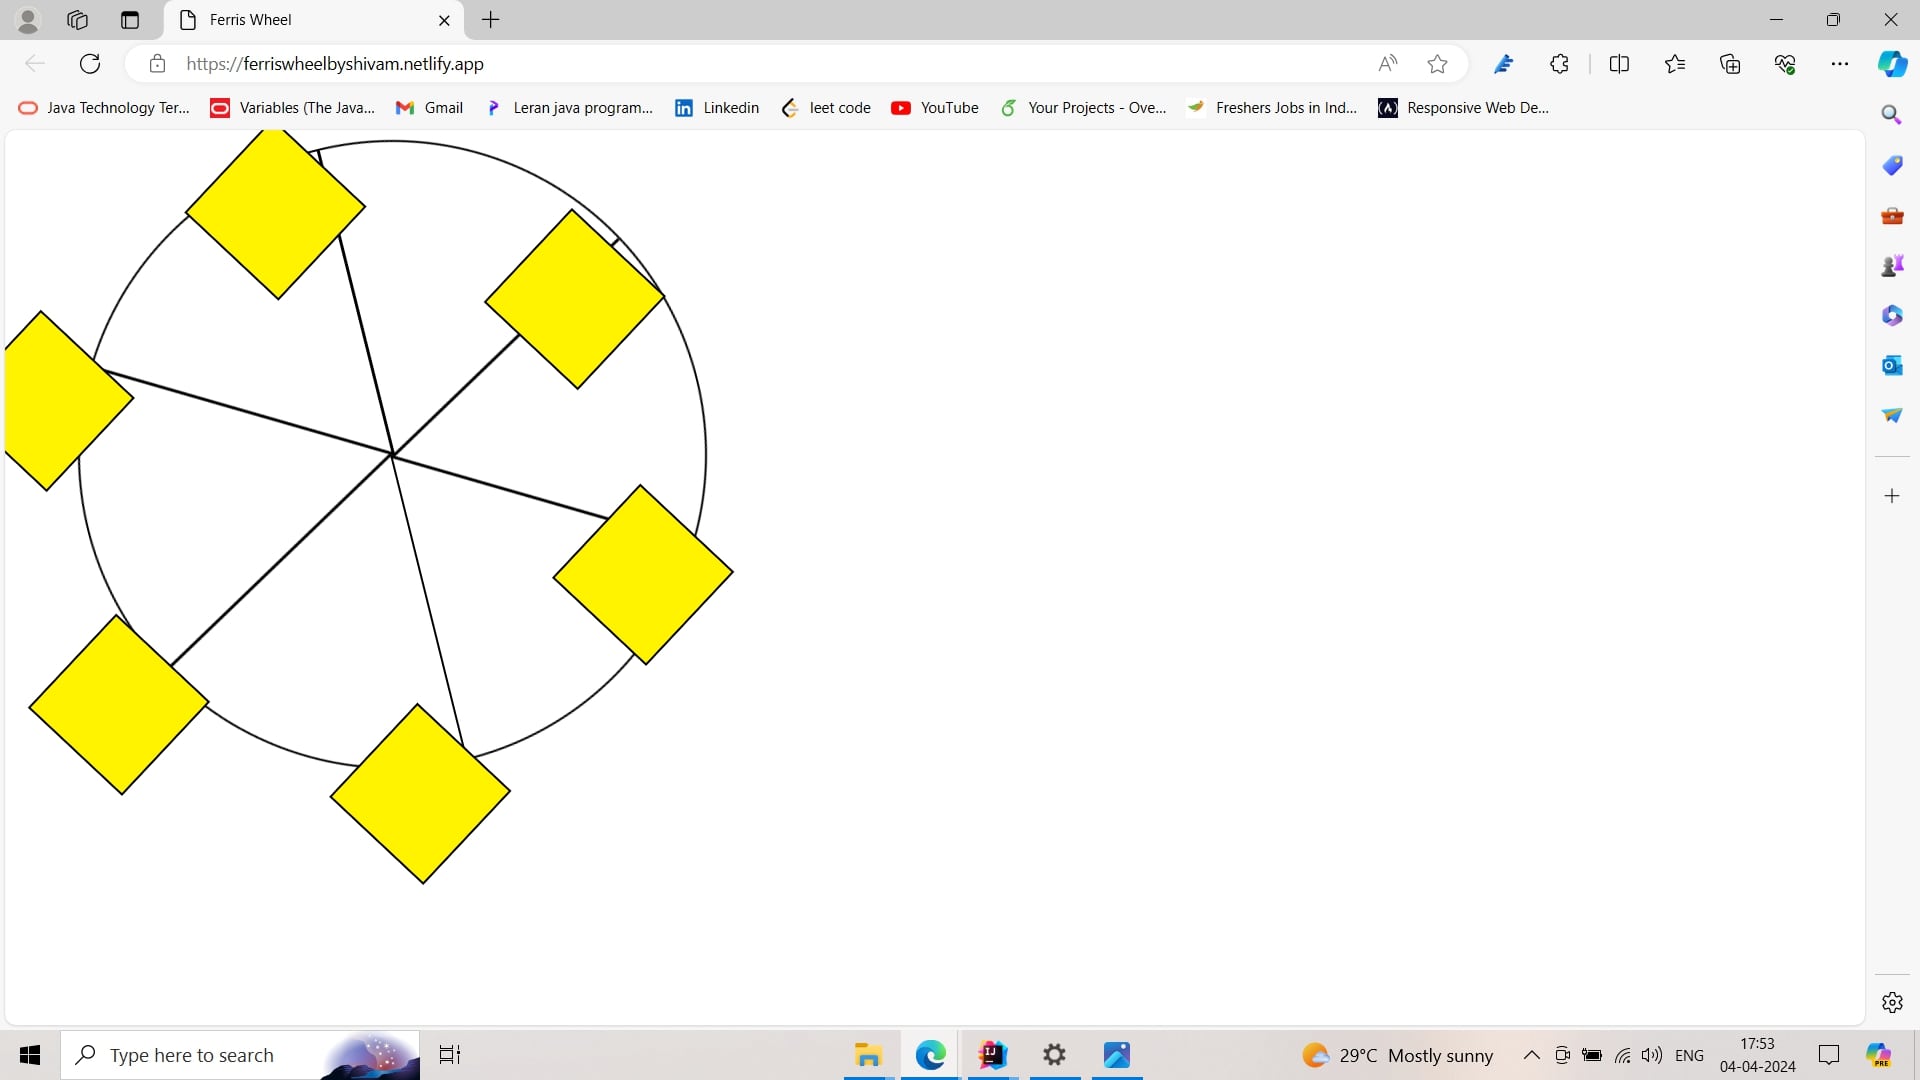 Ferris Wheel
https://ferriswheelbyshivam.netlify.app
Java Technology Ter... Variables (The Java... Gmail Leran java program... Linkedin leet code YouTube Your Projects - Ove... Freshers Jobs in Ind... Responsive Web De...
Type here to search 29°C Mostly sunny ENG 17:53
04-04-2024